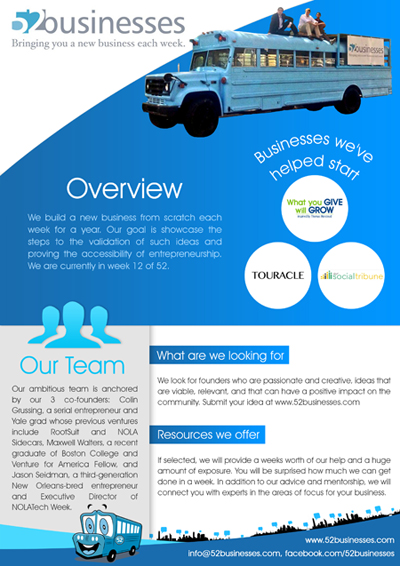 52businesses
Bringing you a new business each week.
52businesses
Businesses we've
helped start
Overview
We build a new business from scratch each
week for a year. Our goal is showcase the
steps to the validation of such ideas and
proving the accessibility of entrepreneurship.
We are currently in week 12 of 52.
What you GIVE
will GROW
TOURACLE
socialtribune
Our Team
Our ambitious team is anchored
by our 3 co-founders: Colin
Grussing, a serial entrepreneur and
Yale grad whose previous ventures
include RootSuit and NOLA
Sidecars, Maxwell Walters, a recent
graduate of Boston College and
Venture for America Fellow, and
Jason Seidman, a third-generation
New Orleans-bred entrepreneur
and Executive Director of
NOLATech Week.
What are we looking for
We look for founders who are passionate and creative, ideas that
are viable, relevant, and that can have a positive impact on the
community. Submit your idea at www.52businesses.com
Resources we offer
If selected, we will provide a weeks worth of our help and a huge
amount of exposure. You will be surprised how much we can get
done in a week. In addition to our advice and mentorship, we will
connect you with experts in the areas of focus for your business.
www.52businesses.com
info@52businesses.com, facebook.com/52businesses